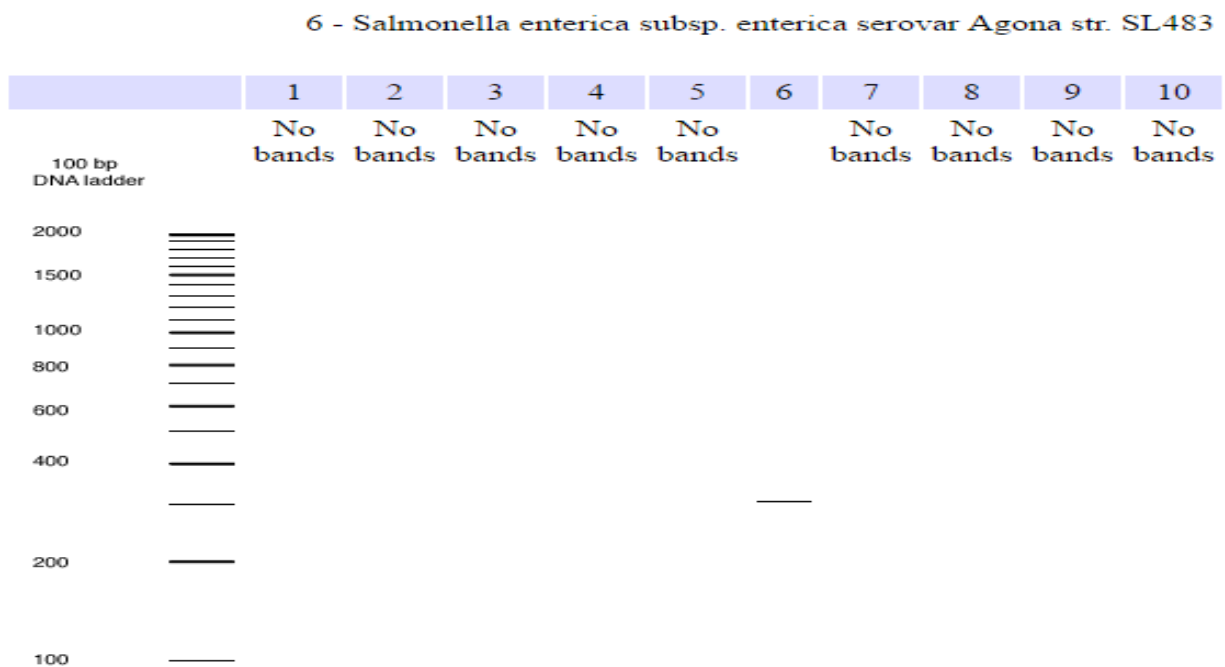 6 - Salmonella enterica subsp. enterica serovar Agona str. SL483
1 2 3 4 5 6 7 8 9 10
No No No No No No No No No
bands bands bands bands bands bands bands bands bands
100 bp
DNA ladder
2000
1500
1000
800
600
400
200
100